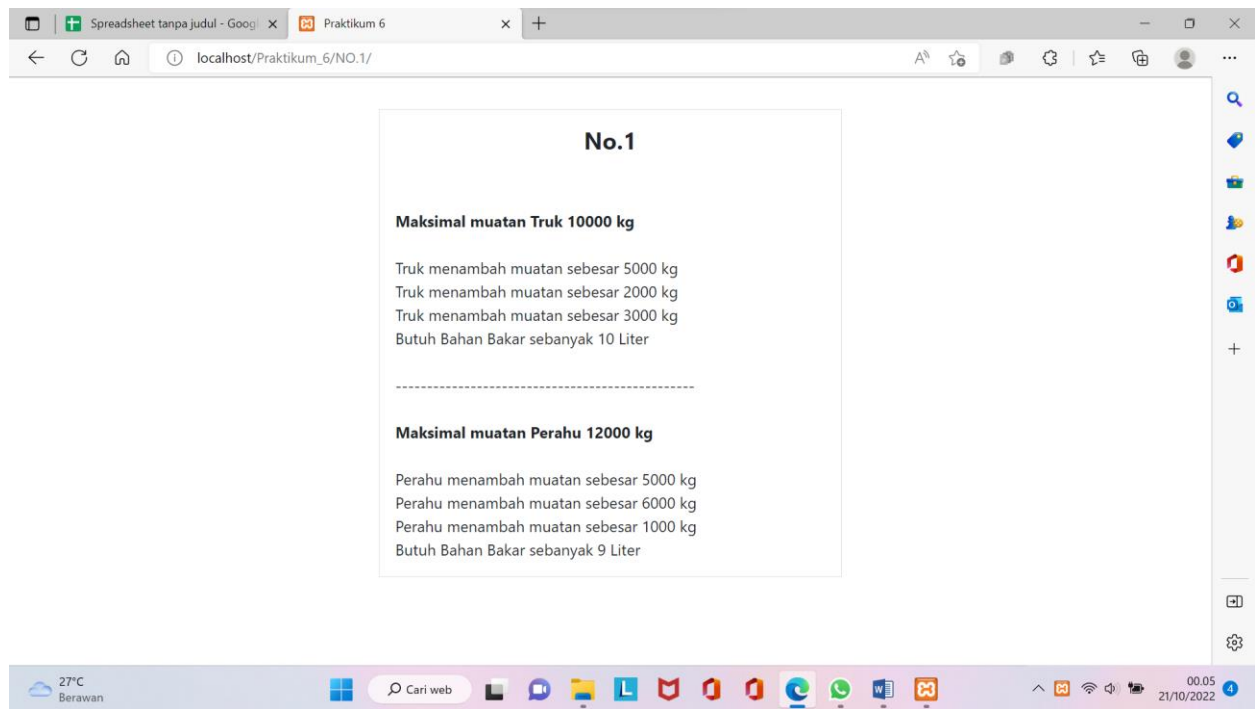 Spreadsheet tanpa judul - Googl
Praktikum 6
localhost/Praktikum_6/NO.1/
No.1
Maksimal muatan Truk 10000 kg
Truk menambah muatan sebesar 5000 kg
Truk menambah muatan sebesar 2000 kg
Truk menambah muatan sebesar 3000 kg
Butuh Bahan Bakar sebanyak 10 Liter
------------------------------------------------
Maksimal muatan Perahu 12000 kg
Perahu menambah muatan sebesar 5000 kg
Perahu menambah muatan sebesar 6000 kg
Perahu menambah muatan sebesar 1000 kg
Butuh Bahan Bakar sebanyak 9 Liter
27°C
Berawan
Cari web
00.05
21/10/2022
4